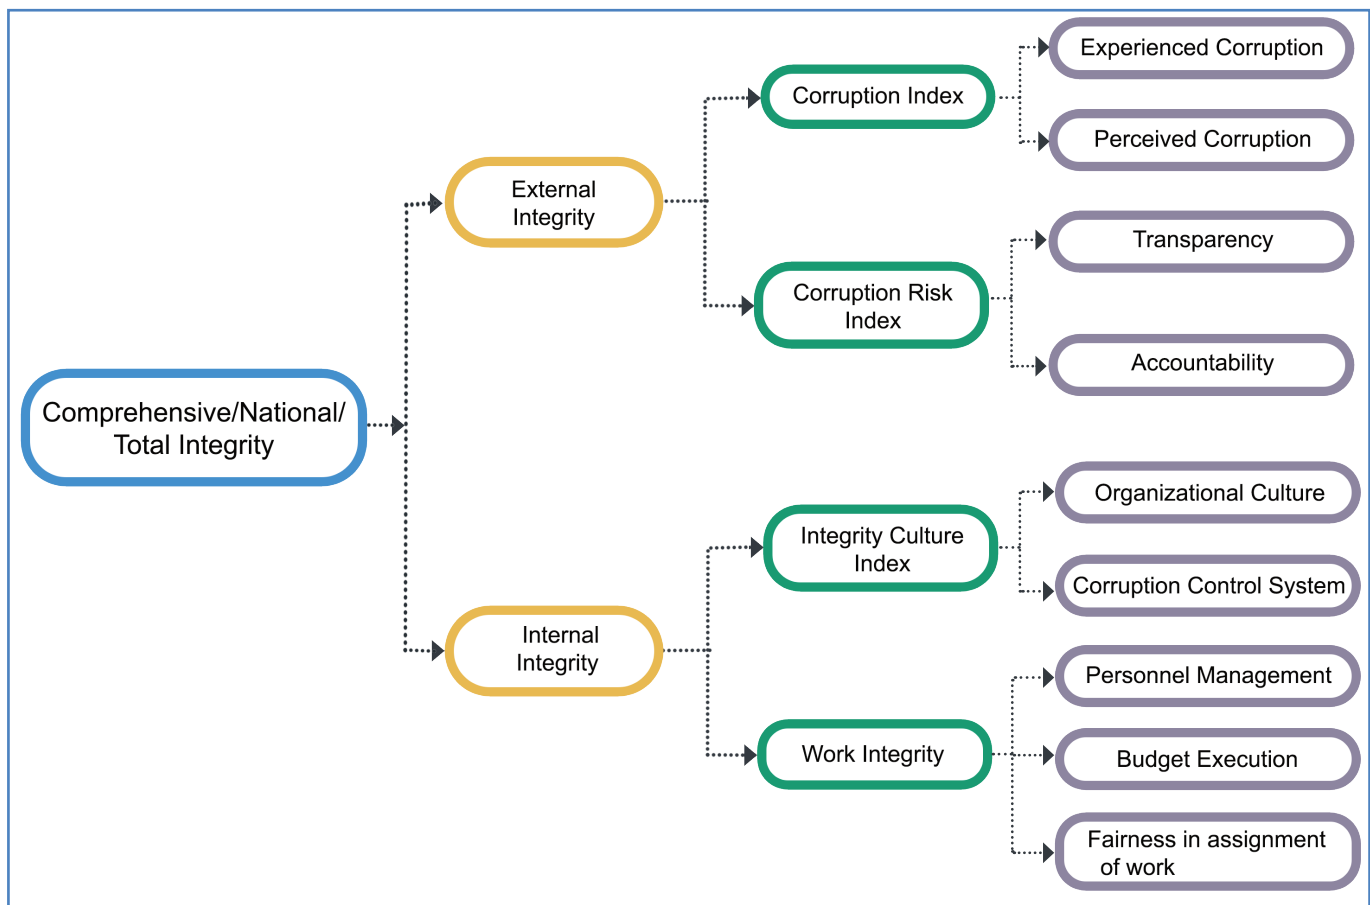 Comprehensive/National/
Total Integrity
External
Integrity
Corruption Index
Experienced Corruption
Perceived Corruption
Corruption Risk
Index
Transparency
Accountability
Internal
Integrity
Integrity Culture
Index
Organizational Culture
Corruption Control System
Work Integrity
Personnel Management
Budget Execution
Fairness in assignment
of work